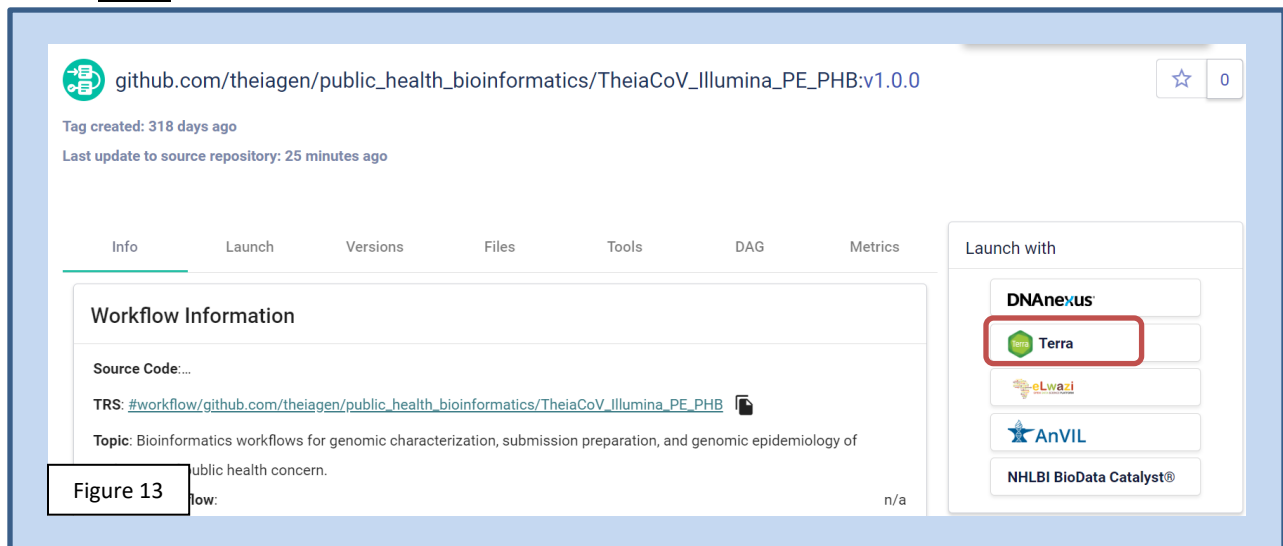 github.com/theiagen/public_health_bioinformatics/TheiaCoV_Illumina_PE_PHB:v1.0.0
0
Tag created: 318 days ago
Last update to source repository: 25 minutes ago
Info Launch Versions Files Tools DAG Metrics
Launch with
DNAnexus
Terra
eLwazi
AnVIL
NHLBI BioData Catalyst®
Workflow Information
Source Code:...
TRS: #workflow/github.com/theiagen/public_health_bioinformatics/TheiaCoV_Illumina_PE_PHB
Topic: Bioinformatics workflows for genomic characterization, submission preparation, and genomic epidemiology of
public health concern.
n/a
Figure 13